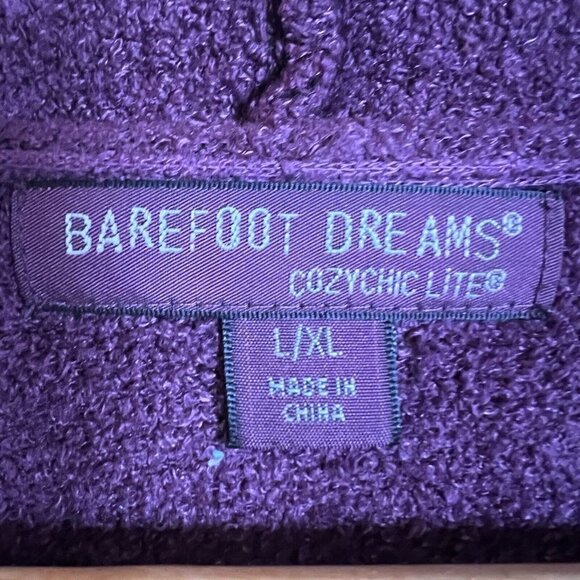 BAREFOOT DREAMS®
COZYCHIC LiTE®
L/XL
MADE IN
CHINA